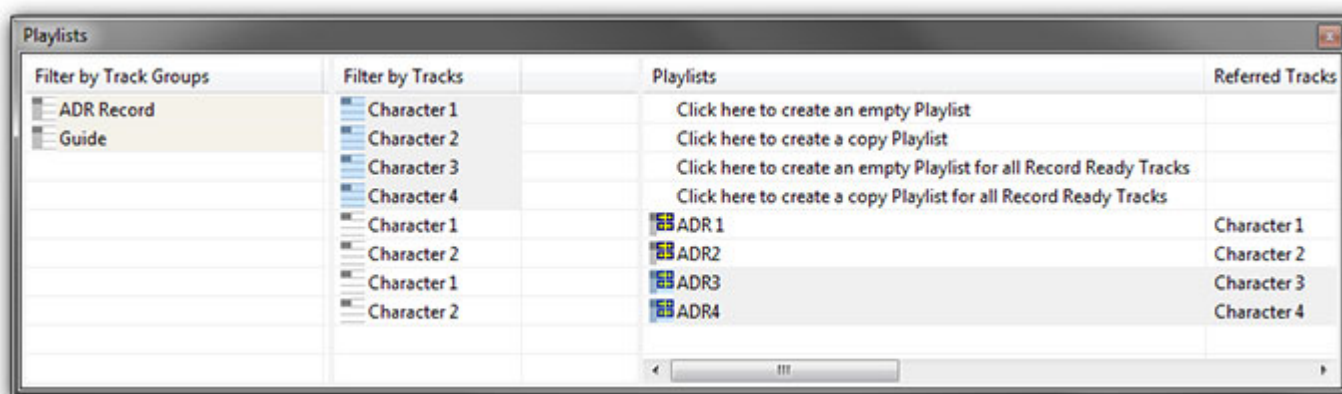 Playlists
Filter by Track Groups Filter by Tracks Playlists Referred Tracks
ADR Record Character 1 Click here to create an empty Playlist
Guide Character 2 Click here to create a copy Playlist
Character 3 Click here to create an empty Playlist for all Record Ready Tracks
Character 4 Click here to create a copy Playlist for all Record Ready Tracks
Character 1 ADR 1 Character 1
Character 2 ADR2 Character 2
Character 1 ADR3 Character 3
Character 2 ADR4 Character 4